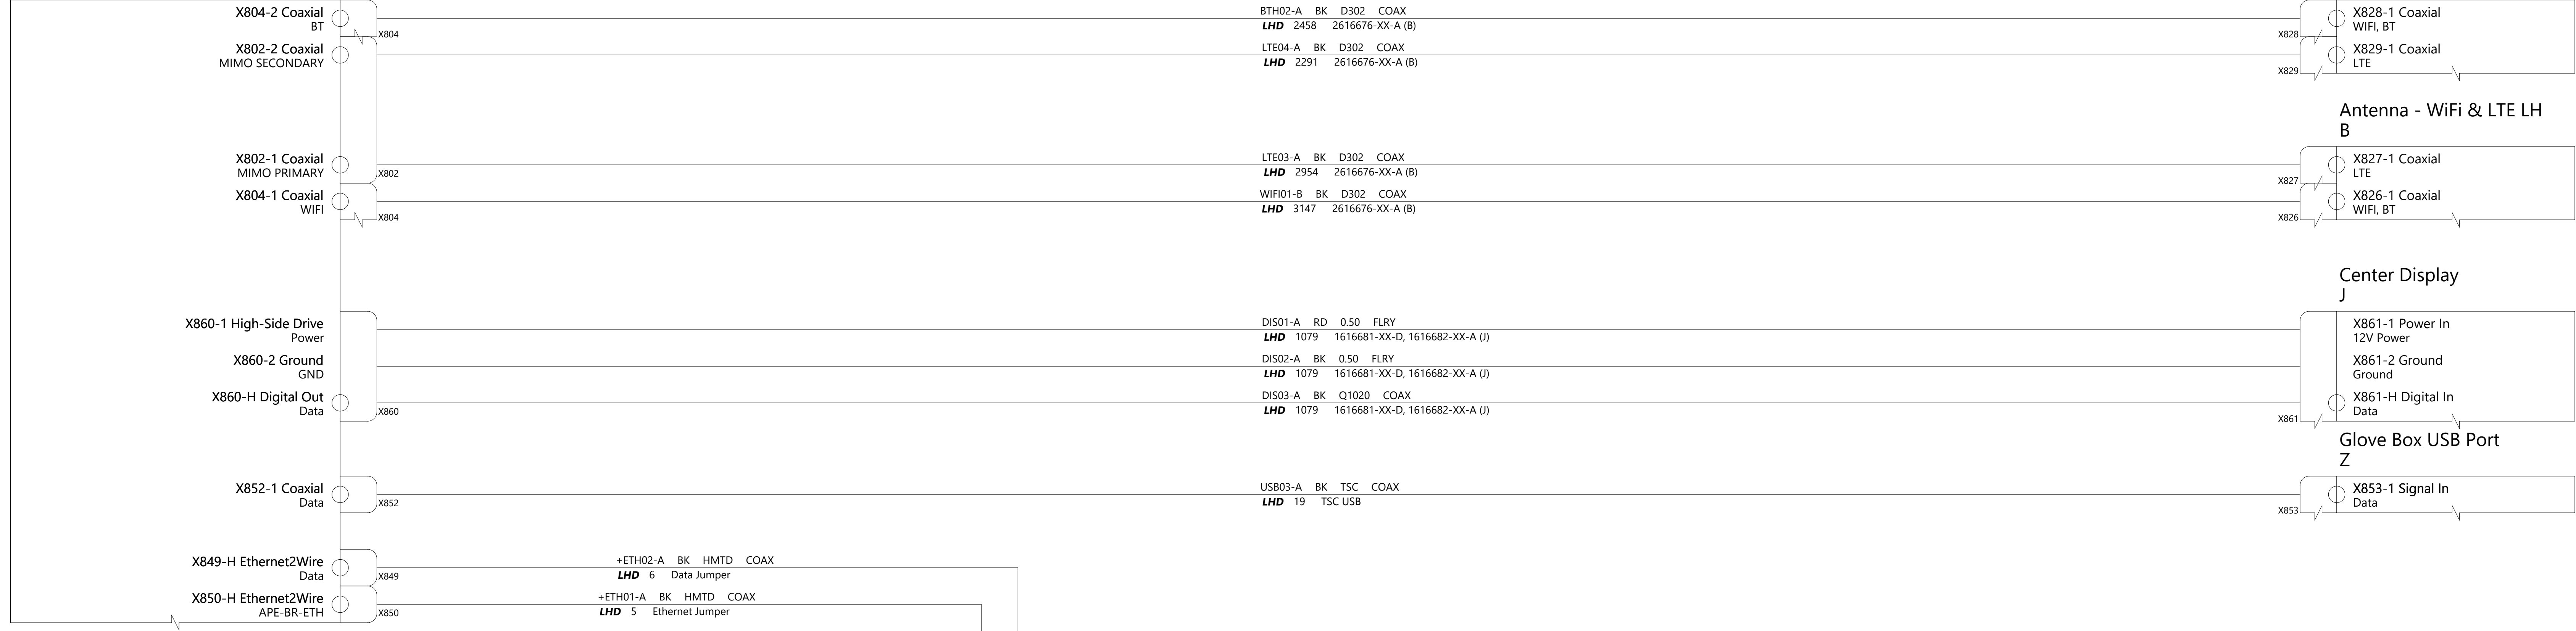 X804-2 Coaxial
BT
X804
BTH02-A BK D302 COAX
LHD 2458 2616676-XX-A (B)
X828
X828-1 Coaxial
WIFI, BT
X802-2 Coaxial
MIMO SECONDARY
LTE04-A BK D302 COAX
LHD 2291 2616676-XX-A (B)
X829
X829-1 Coaxial
LTE
Antenna - WiFi & LTE LH
B
X802-1 Coaxial
MIMO PRIMARY
X802
LTE03-A BK D302 COAX
LHD 2954 2616676-XX-A (B)
X827
X827-1 Coaxial
LTE
X804-1 Coaxial
WIFI
X804
WIFI01-B BK D302 COAX
LHD 3147 2616676-XX-A (B)
X826
X826-1 Coaxial
WIFI, BT
Center Display
J
X860-1 High-Side Drive
Power
DIS01-A RD 0.50 FLRY
LHD 1079 1616681-XX-D, 1616682-XX-A (J)
X861-1 Power In
12V Power
X860-2 Ground
GND
DIS02-A BK 0.50 FLRY
LHD 1079 1616681-XX-D, 1616682-XX-A (J)
X861-2 Ground
Ground
X860-H Digital Out
Data
X860
DIS03-A BK Q1020 COAX
LHD 1079 1616681-XX-D, 1616682-XX-A (J)
X861
X861-H Digital In
Data
Glove Box USB Port
Z
X852-1 Coaxial
Data
X852
USB03-A BK TSC COAX
LHD 19 TSC USB
X853
X853-1 Signal In
Data
X849-H Ethernet2Wire
Data
X849
+ETH02-A BK HMTD COAX
LHD 6 Data Jumper
X850-H Ethernet2Wire
APE-BR-ETH
X850
+ETH01-A BK HMTD COAX
LHD 5 Ethernet Jumper